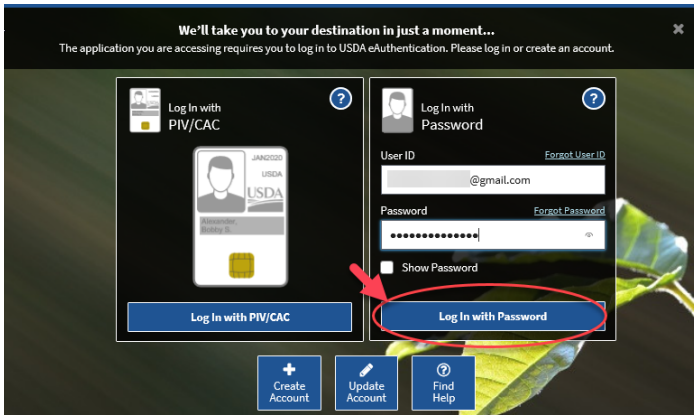 We'll take you to your destination in just a moment...
The application you are accessing requires you to log in to USDA eAuthentication. Please log in or create an account.
Log In with
PIV/CAC
JAN2020
USDA
USDA
Alexander,
Bobby S.
Log In with PIV/CAC
Log In with
Password
User ID
Forgot User ID
@gmail.com
Password
Forgot Password
Show Password
Log In with Password
Create
Account
Update
Account
Find
Help